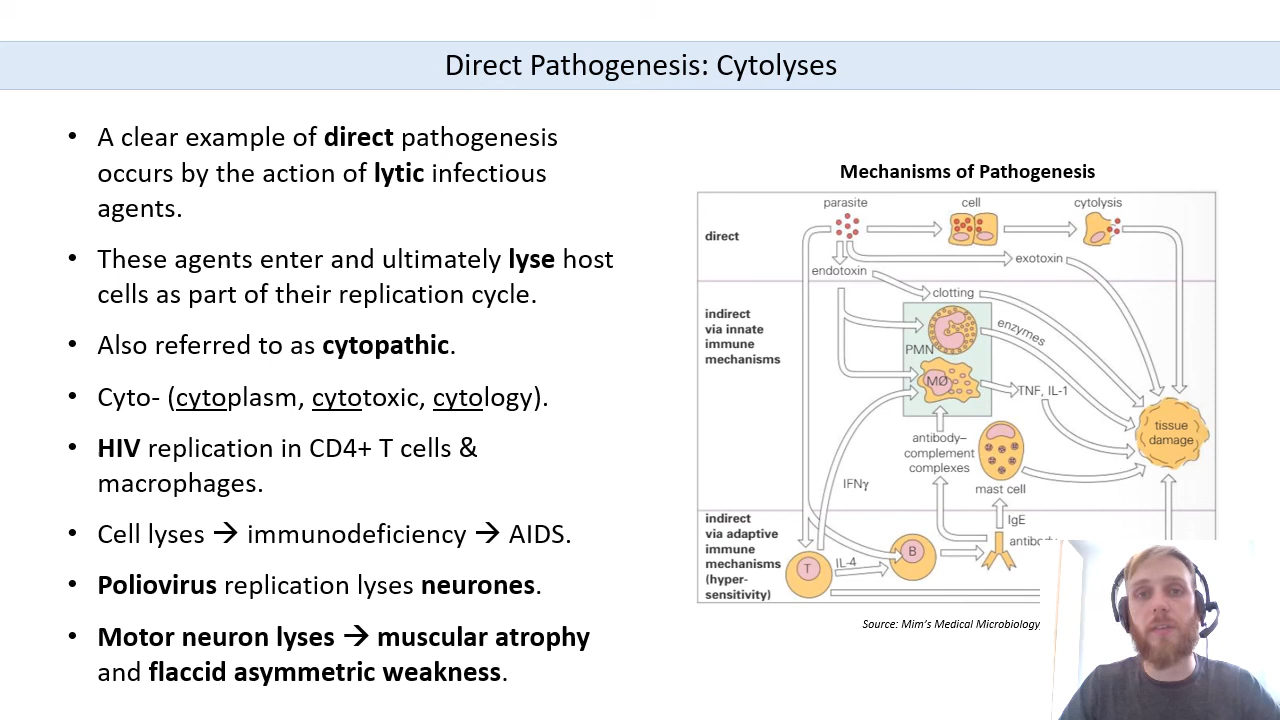 Direct Pathogenesis: Cytolyses
• A clear example of direct pathogenesis
occurs by the action of lytic infectious
agents.
• These agents enter and ultimately lyse host
cells as part of their replication cycle.
• Also referred to as cytopathic.
• Cyto- (cytoplasm, cytotoxic, cytology).
• HIV replication in CD4+ T cells &
macrophages.
• Cell lyses → immunodeficiency → AIDS.
• Poliovirus replication lyses neurones.
• Motor neuron lyses → muscular atrophy
and flaccid asymmetric weakness.
Mechanisms of Pathogenesis
parasite
cell
cytolysis
direct
exotoxin
endotoxin
clotting
indirect
via innate
immune
mechanisms
enzymes
PMN
MØ
TNF, IL-1
tissue
damage
antibody–
complement
complexes
mast cell
IFNγ
indirect
via adaptive
immune
mechanisms
(hyper-
sensitivity)
IgE
T
IL-4
B
Source: Mim's Medical Microbiology